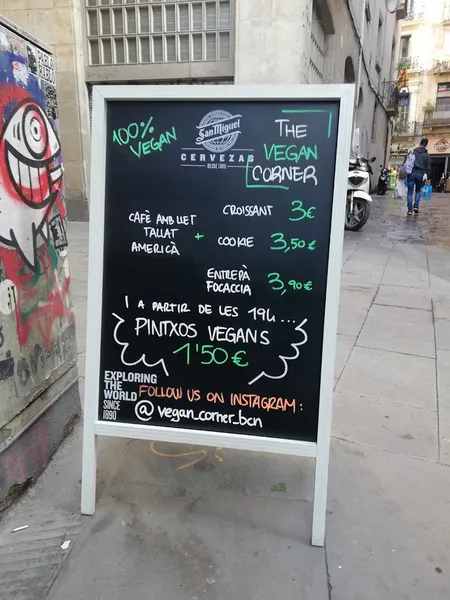 100%
VEGAN
San Miguel
CERVEZAS
DESDE 1890
THE
VEGAN
CORNER
CAFÈ AMB LLET
TALLAT
AMERICÀ
+
CROISSANT 3€
COOKIE 3,50€
ENTREPÀ
FOCACCIA 3,90€
I A PARTIR DE LES 19H...
PINTXOS VEGANS
1'50€
EXPLORING
THE
WORLD
SINCE
1890
FOLLOW US ON INSTAGRAM:
@vegan_corner_bcn